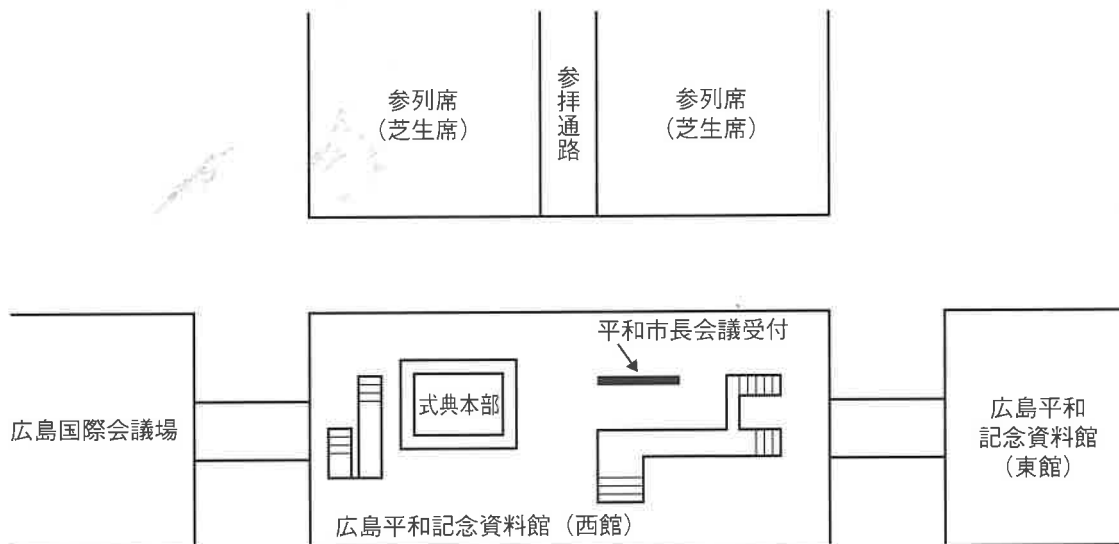 参列席
(芝生席)
参拝通路
参列席
(芝生席)
平和市長会議受付
式典本部
広島国際会議場
広島平和
記念資料館
(東館)
広島平和記念資料館(西館)